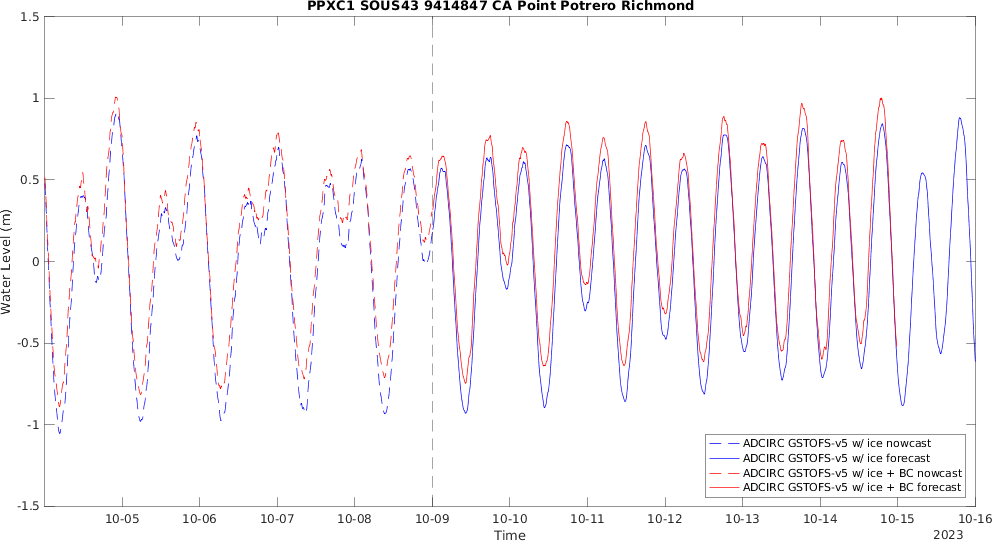 PPXC1 SOUS43 9414847 CA Point Potrero Richmond
1.5
1
0.5
0
-0.5
-1
-1.5
Water Level (m)
10-05 10-06 10-07 10-08 10-09 10-10 10-11 10-12 10-13 10-14 10-15 10-16
Time
2023
ADCIRC GSTOFS-v5 w/ ice nowcast
ADCIRC GSTOFS-v5 w/ ice forecast
ADCIRC GSTOFS-v5 w/ ice + BC nowcast
ADCIRC GSTOFS-v5 w/ ice + BC forecast